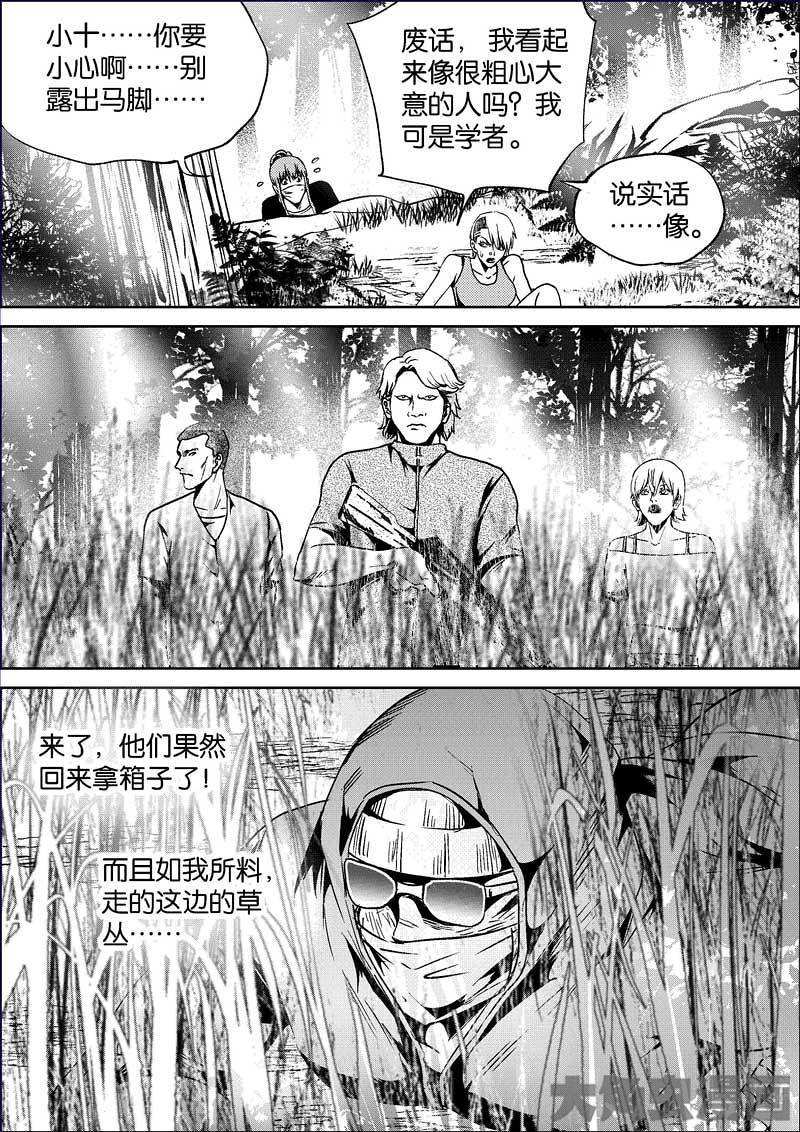 小十……你要
小心啊……别
露出马脚……
废话，我看起
来像很粗心大
意的人吗？我
可是学者。
说实话
……像。
来了，他们果然
回来拿箱子了！
而且如我所料，
走的这边的草
丛……